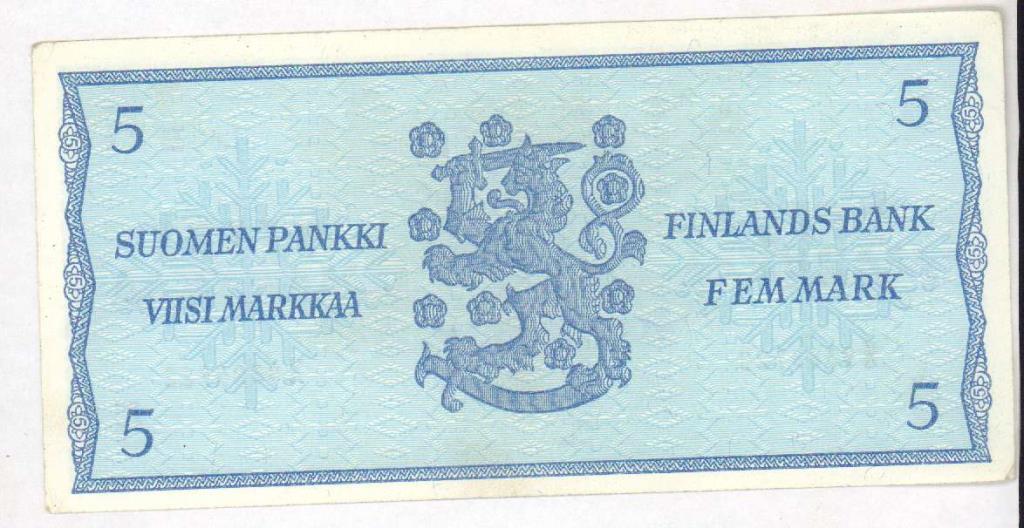 5
5
SUOMEN PANKKI
VIISI MARKKAA
FINLANDS BANK
FEM MARK
5
5